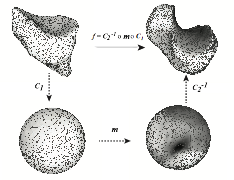 f = C₂⁻¹ ∘ m ∘ C₁
C₁
C₂⁻¹
m